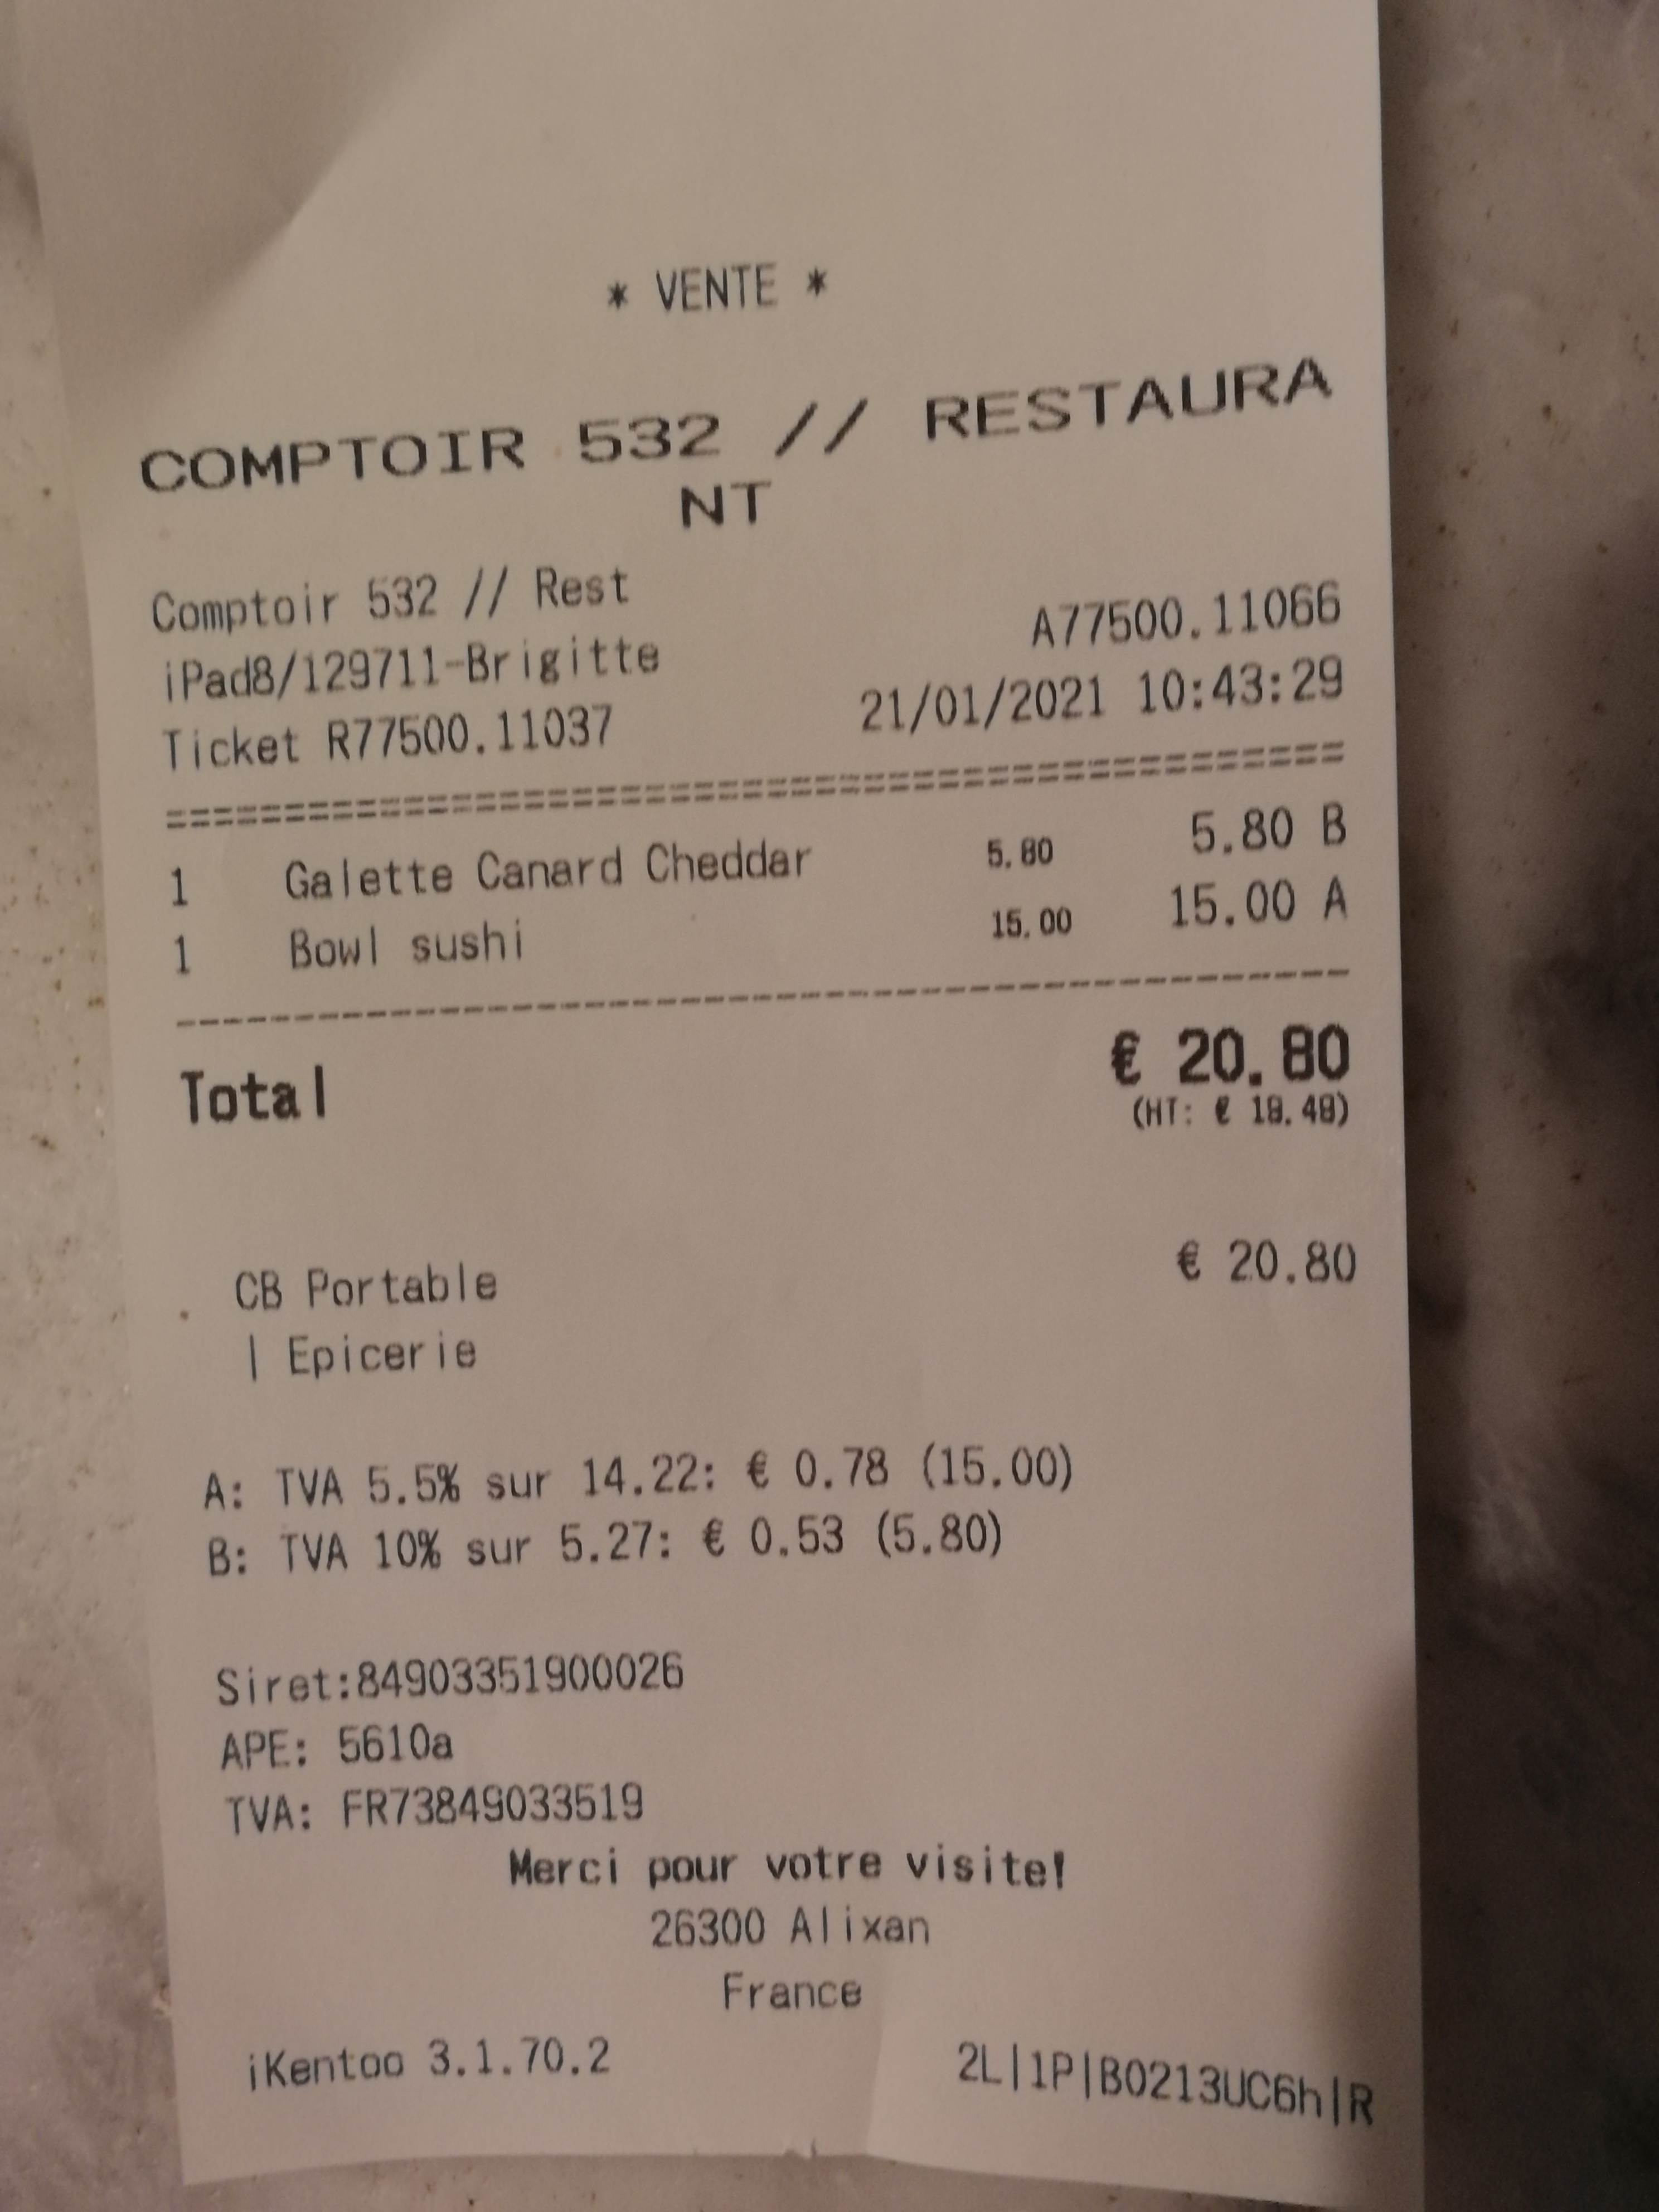 * VENTE *
COMPTOIR 532 // RESTAURA
NT
Comptoir 532 // Rest
iPad8/129711-Brigitte A77500.11066
Ticket R77500.11037 21/01/2021 10:43:29
1 Galette Canard Cheddar 5.80 5.80 B
1 Bowl sushi 15.00 15.00 A
Total € 20.80
(HT: € 19.49)
CB Portable € 20.80
| Epicerie
A: TVA 5.5% sur 14.22: € 0.78 (15.00)
B: TVA 10% sur 5.27: € 0.53 (5.80)
Siret:84903351900026
APE: 5610a
TVA: FR73849033519
Merci pour votre visite!
26300 Alixan
France
iKentoo 3.1.70.2 2L|1P|B0213UC6h|R